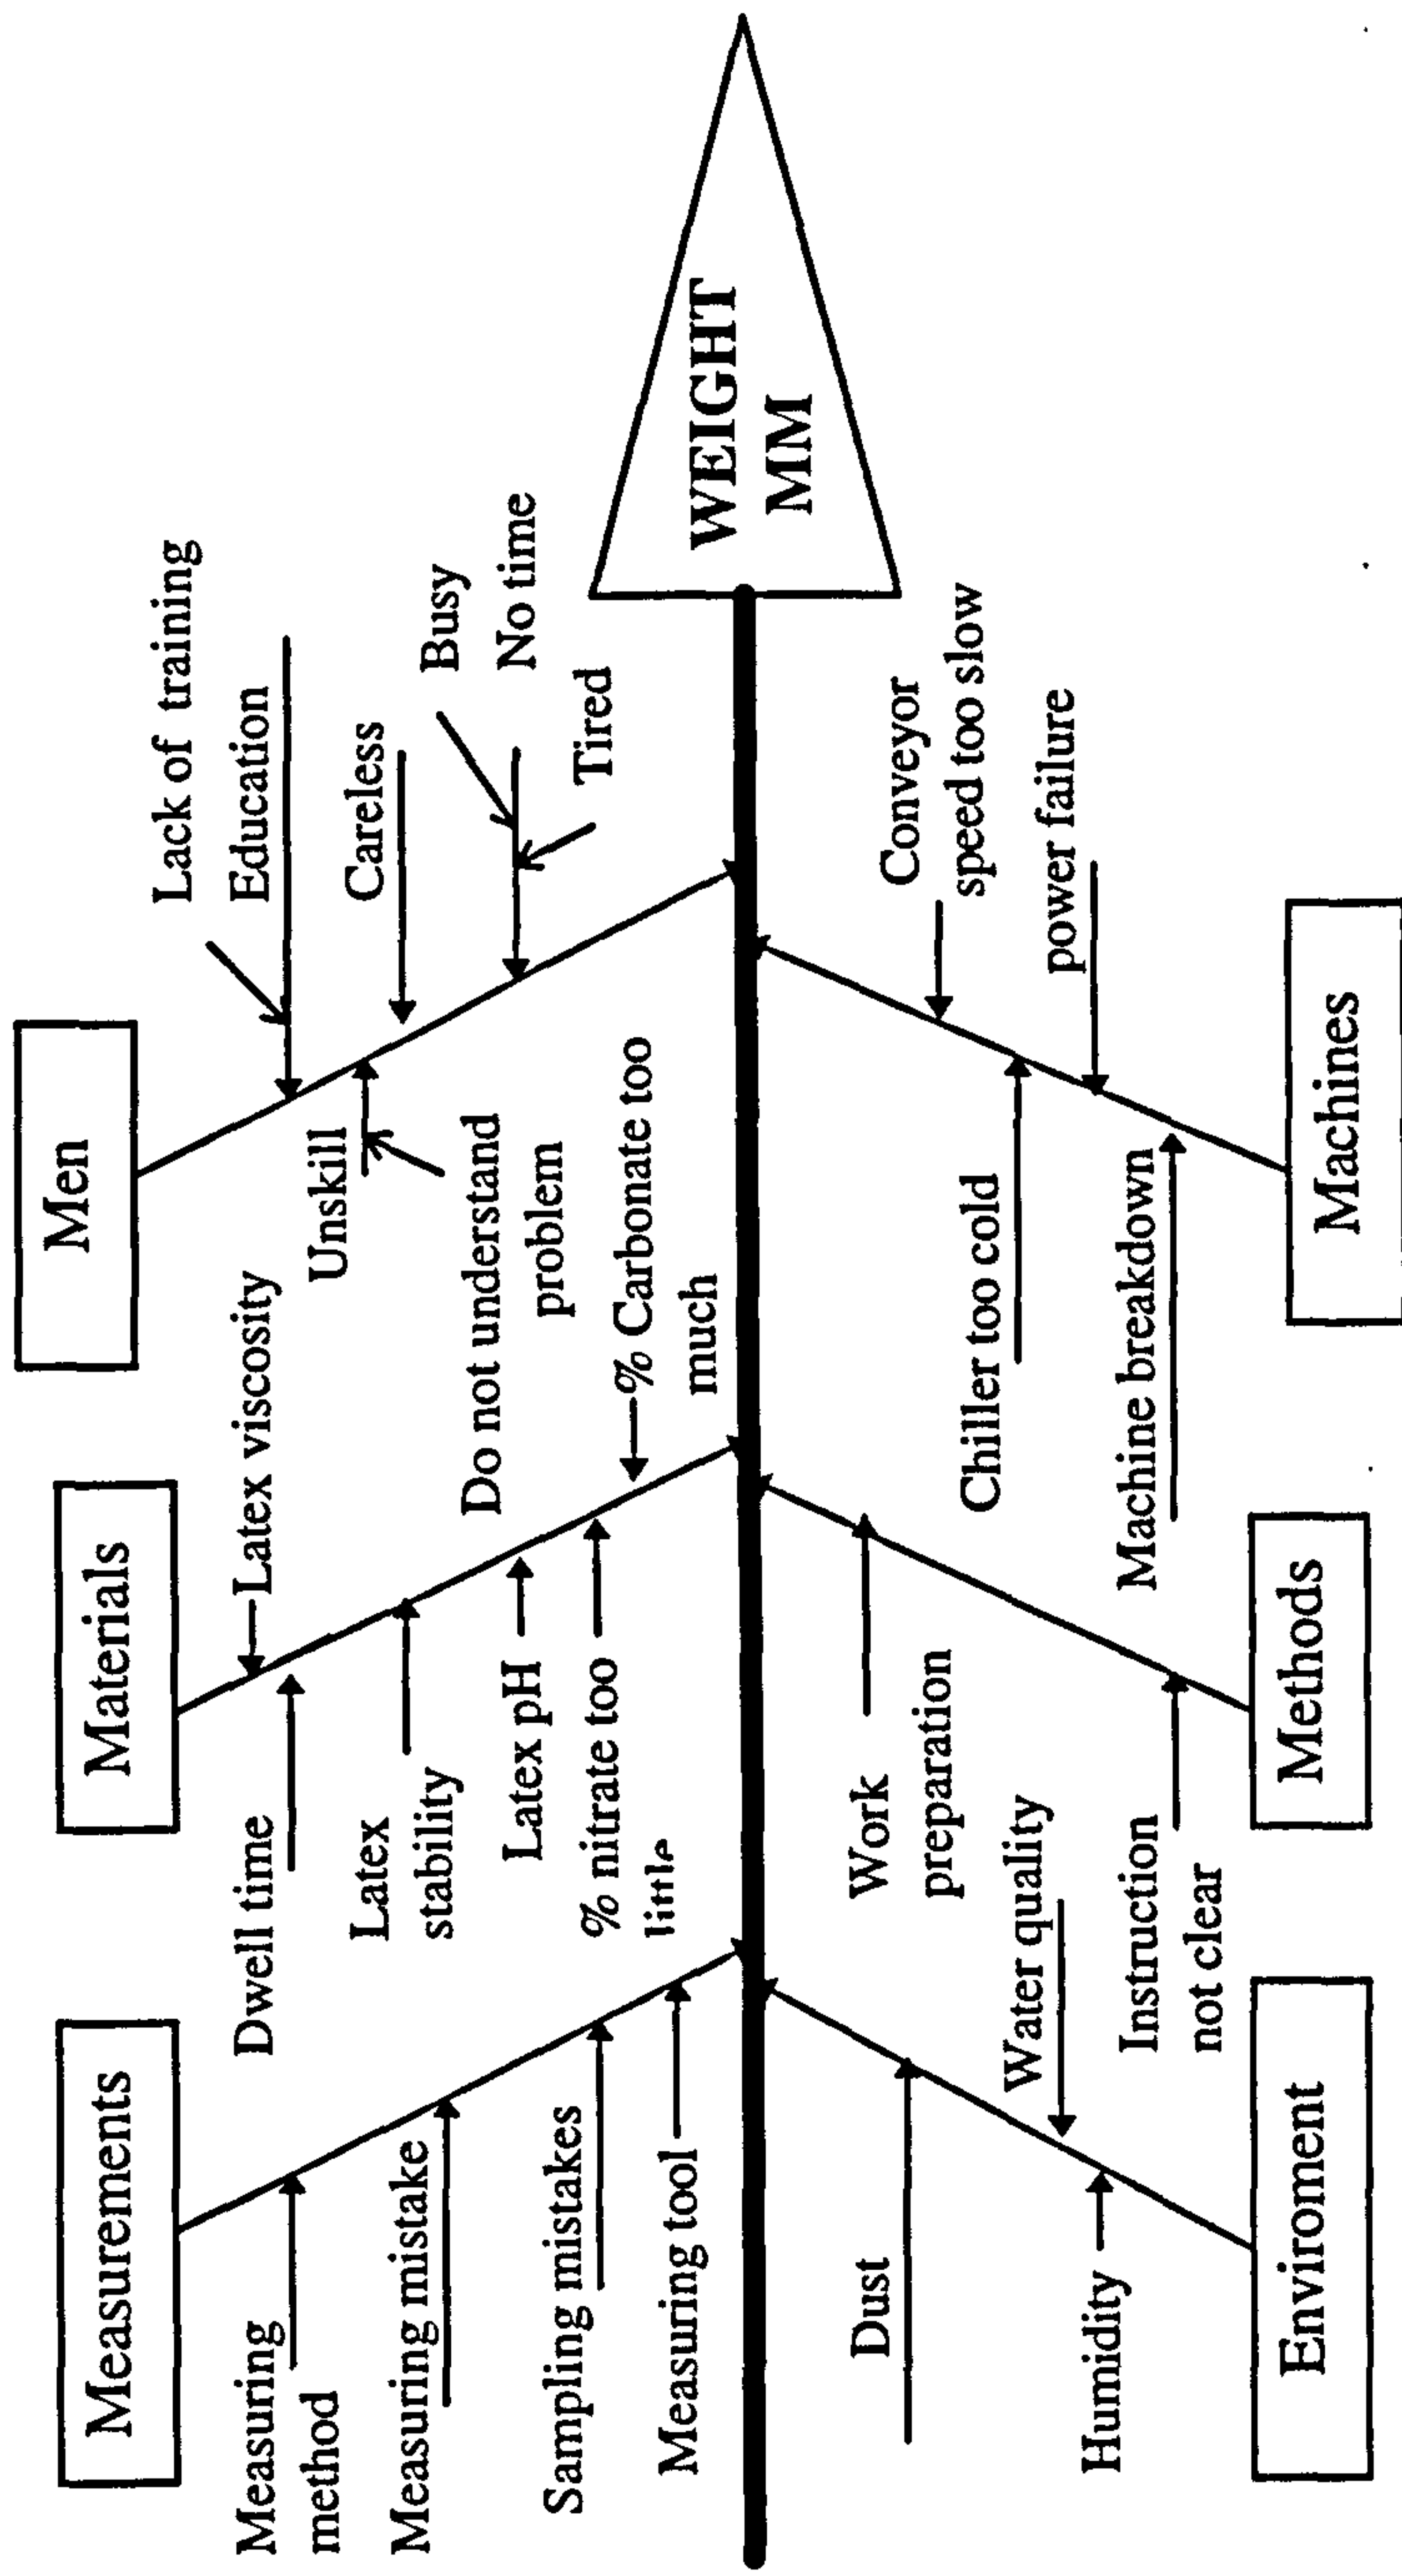 Measurements
Materials
Men
Measuring
method
Measuring mistake
Sampling mistakes
Measuring tool
Latex viscosity
Dwell time
Latex
stability
Latex pH
% nitrate too
little
% Carbonate too
much
Lack of training
Education
Careless
Unskill
Do not understand
problem
Busy
No time
Tired
WEIGHT
MM
Dust
Water quality
Humidity
Work
preparation
Instruction
not clear
Conveyor
speed too slow
Chiller too cold
power failure
Machine breakdown
Enviroment
Methods
Machines